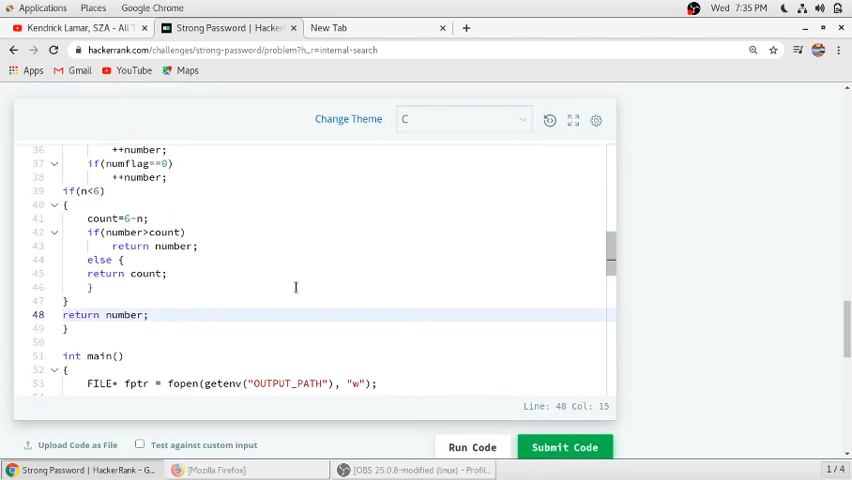 Applications Places Google Chrome Wed 7:35 PM
Kendrick Lamar, SZA - All T Strong Password | HackerRank New Tab
hackerrank.com/challenges/strong-password/problem?h_r=internal-search
Apps Gmail YouTube Maps
Change Theme C
36 ++number;
37 if(numflag==0)
38 ++number;
39 if(n<6)
40 {
41 count=6-n;
42 if(number>count)
43 return number;
44 else {
45 return count;
46 }
47 }
48 return number;
49 }
50
51 int main()
52 {
53 FILE* fptr = fopen(getenv("OUTPUT_PATH"), "w");
Line: 48 Col: 15
Upload Code as File Test against custom input Run Code Submit Code
Strong Password | HackerRank - G... [Mozilla Firefox] [OBS 25.0.8-modified (linux) - Profil... 1 / 4